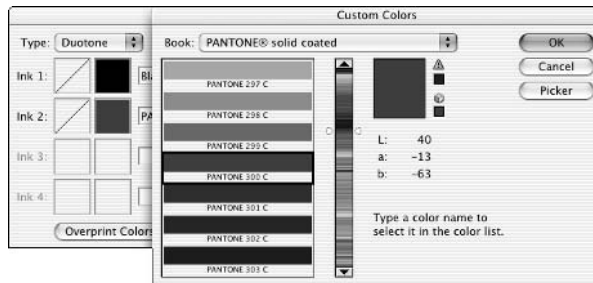 Custom Colors
Type: Duotone
Book: PANTONE® solid coated
OK
Cancel
Picker
Ink 1:
Ink 2:
Ink 3:
Ink 4:
Overprint Colors
PANTONE 297 C
PANTONE 298 C
PANTONE 299 C
PANTONE 300 C
PANTONE 301 C
PANTONE 302 C
PANTONE 303 C
L: 40
a: -13
b: -63
Type a color name to
select it in the color list.